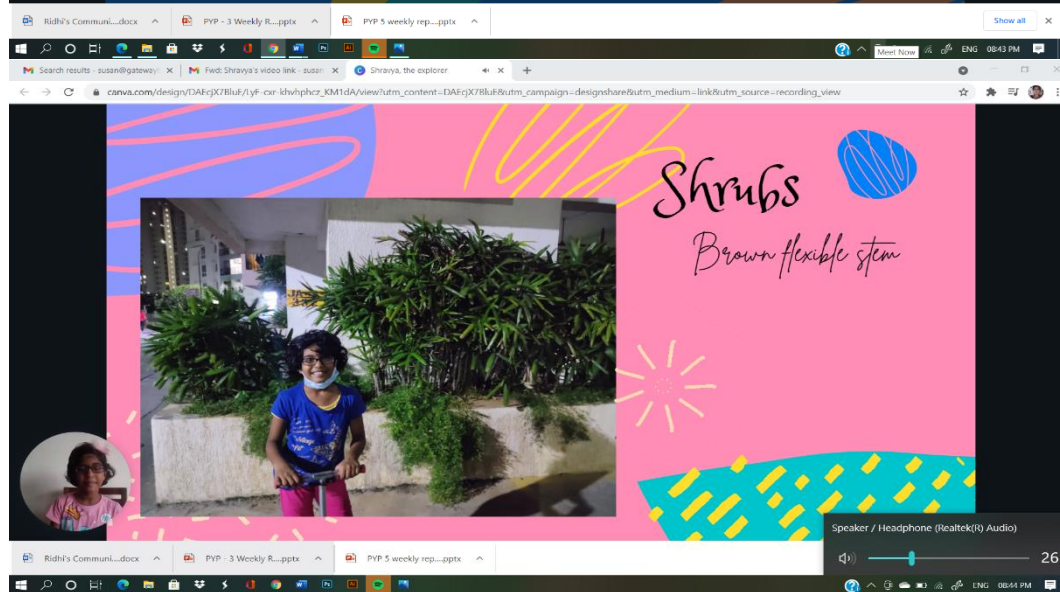 Ridhi's Communi....docx
PYP - 3 Weekly R....pptx
PYP 5 weekly rep....pptx
Show all
Meet Now
ENG
08:43 PM
Search results - susan@gateway
Fwd: Shravya's video link - susan
Shravya, the explorer
canva.com/design/DAEcjX7BluE/LyF-cxr-khvhphcz_KM1dA/view?utm_content=DAEcjX7BluE&utm_campaign=designshare&utm_medium=link&utm_source=recording_view
Shrubs
Brown flexible stem
Speaker / Headphone (Realtek(R) Audio)
26
Ridhi's Communi....docx
PYP - 3 Weekly R....pptx
PYP 5 weekly rep....pptx
ENG
08:44 PM